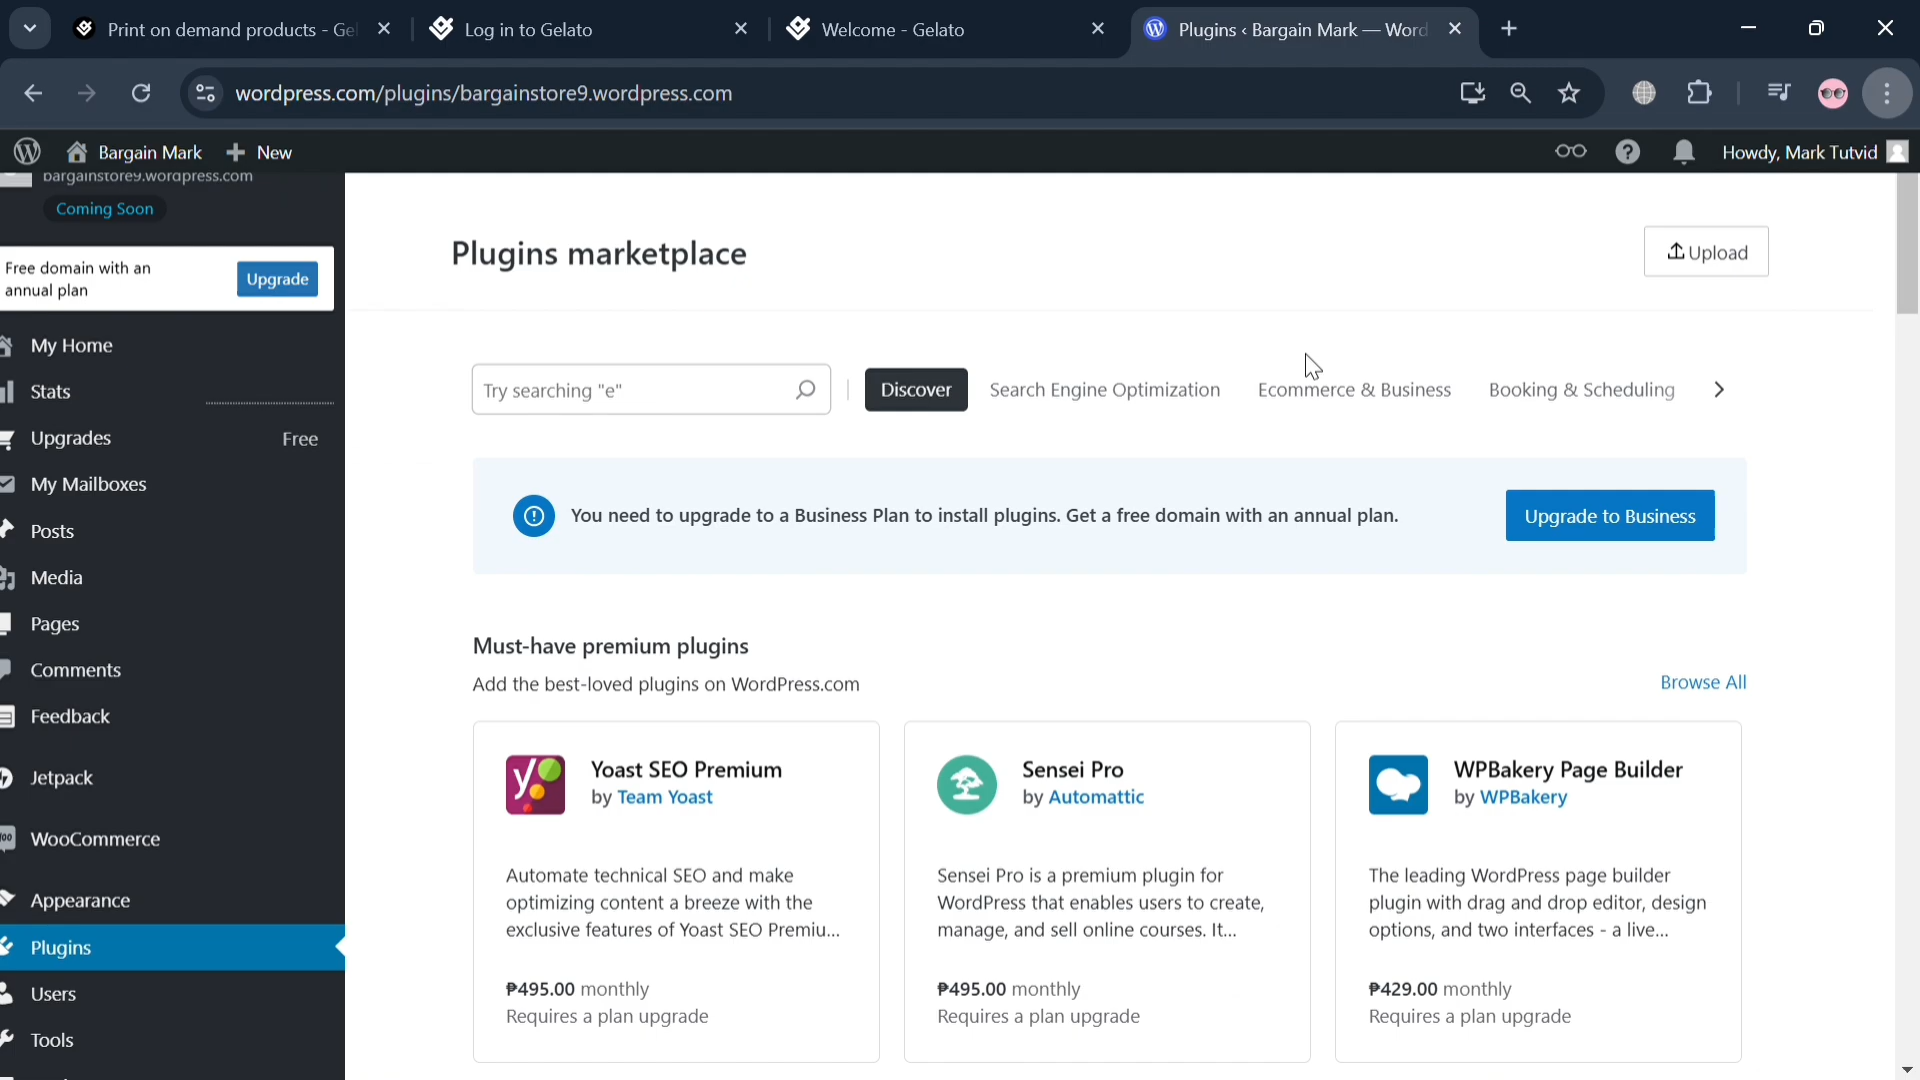 Print on demand products - Gel
Log in to Gelato
Welcome - Gelato
Plugins ‹ Bargain Mark — Word
wordpress.com/plugins/bargainstore9.wordpress.com
Bargain Mark
New
Howdy, Mark Tutvid
bargainstore9.wordpress.com
Coming Soon
Free domain with an
annual plan
Upgrade
My Home
Stats
Upgrades
Free
My Mailboxes
Posts
Media
Pages
Comments
Feedback
Jetpack
WooCommerce
Appearance
Plugins
Users
Tools
Plugins marketplace
Upload
Try searching "e"
Discover
Search Engine Optimization
Ecommerce & Business
Booking & Scheduling
You need to upgrade to a Business Plan to install plugins. Get a free domain with an annual plan.
Upgrade to Business
Must-have premium plugins
Add the best-loved plugins on WordPress.com
Browse All
Yoast SEO Premium
by Team Yoast
Automate technical SEO and make
optimizing content a breeze with the
exclusive features of Yoast SEO Premiu...
₱495.00 monthly
Requires a plan upgrade
Sensei Pro
by Automattic
Sensei Pro is a premium plugin for
WordPress that enables users to create,
manage, and sell online courses. It...
₱495.00 monthly
Requires a plan upgrade
WPBakery Page Builder
by WPBakery
The leading WordPress page builder
plugin with drag and drop editor, design
options, and two interfaces - a live...
₱429.00 monthly
Requires a plan upgrade